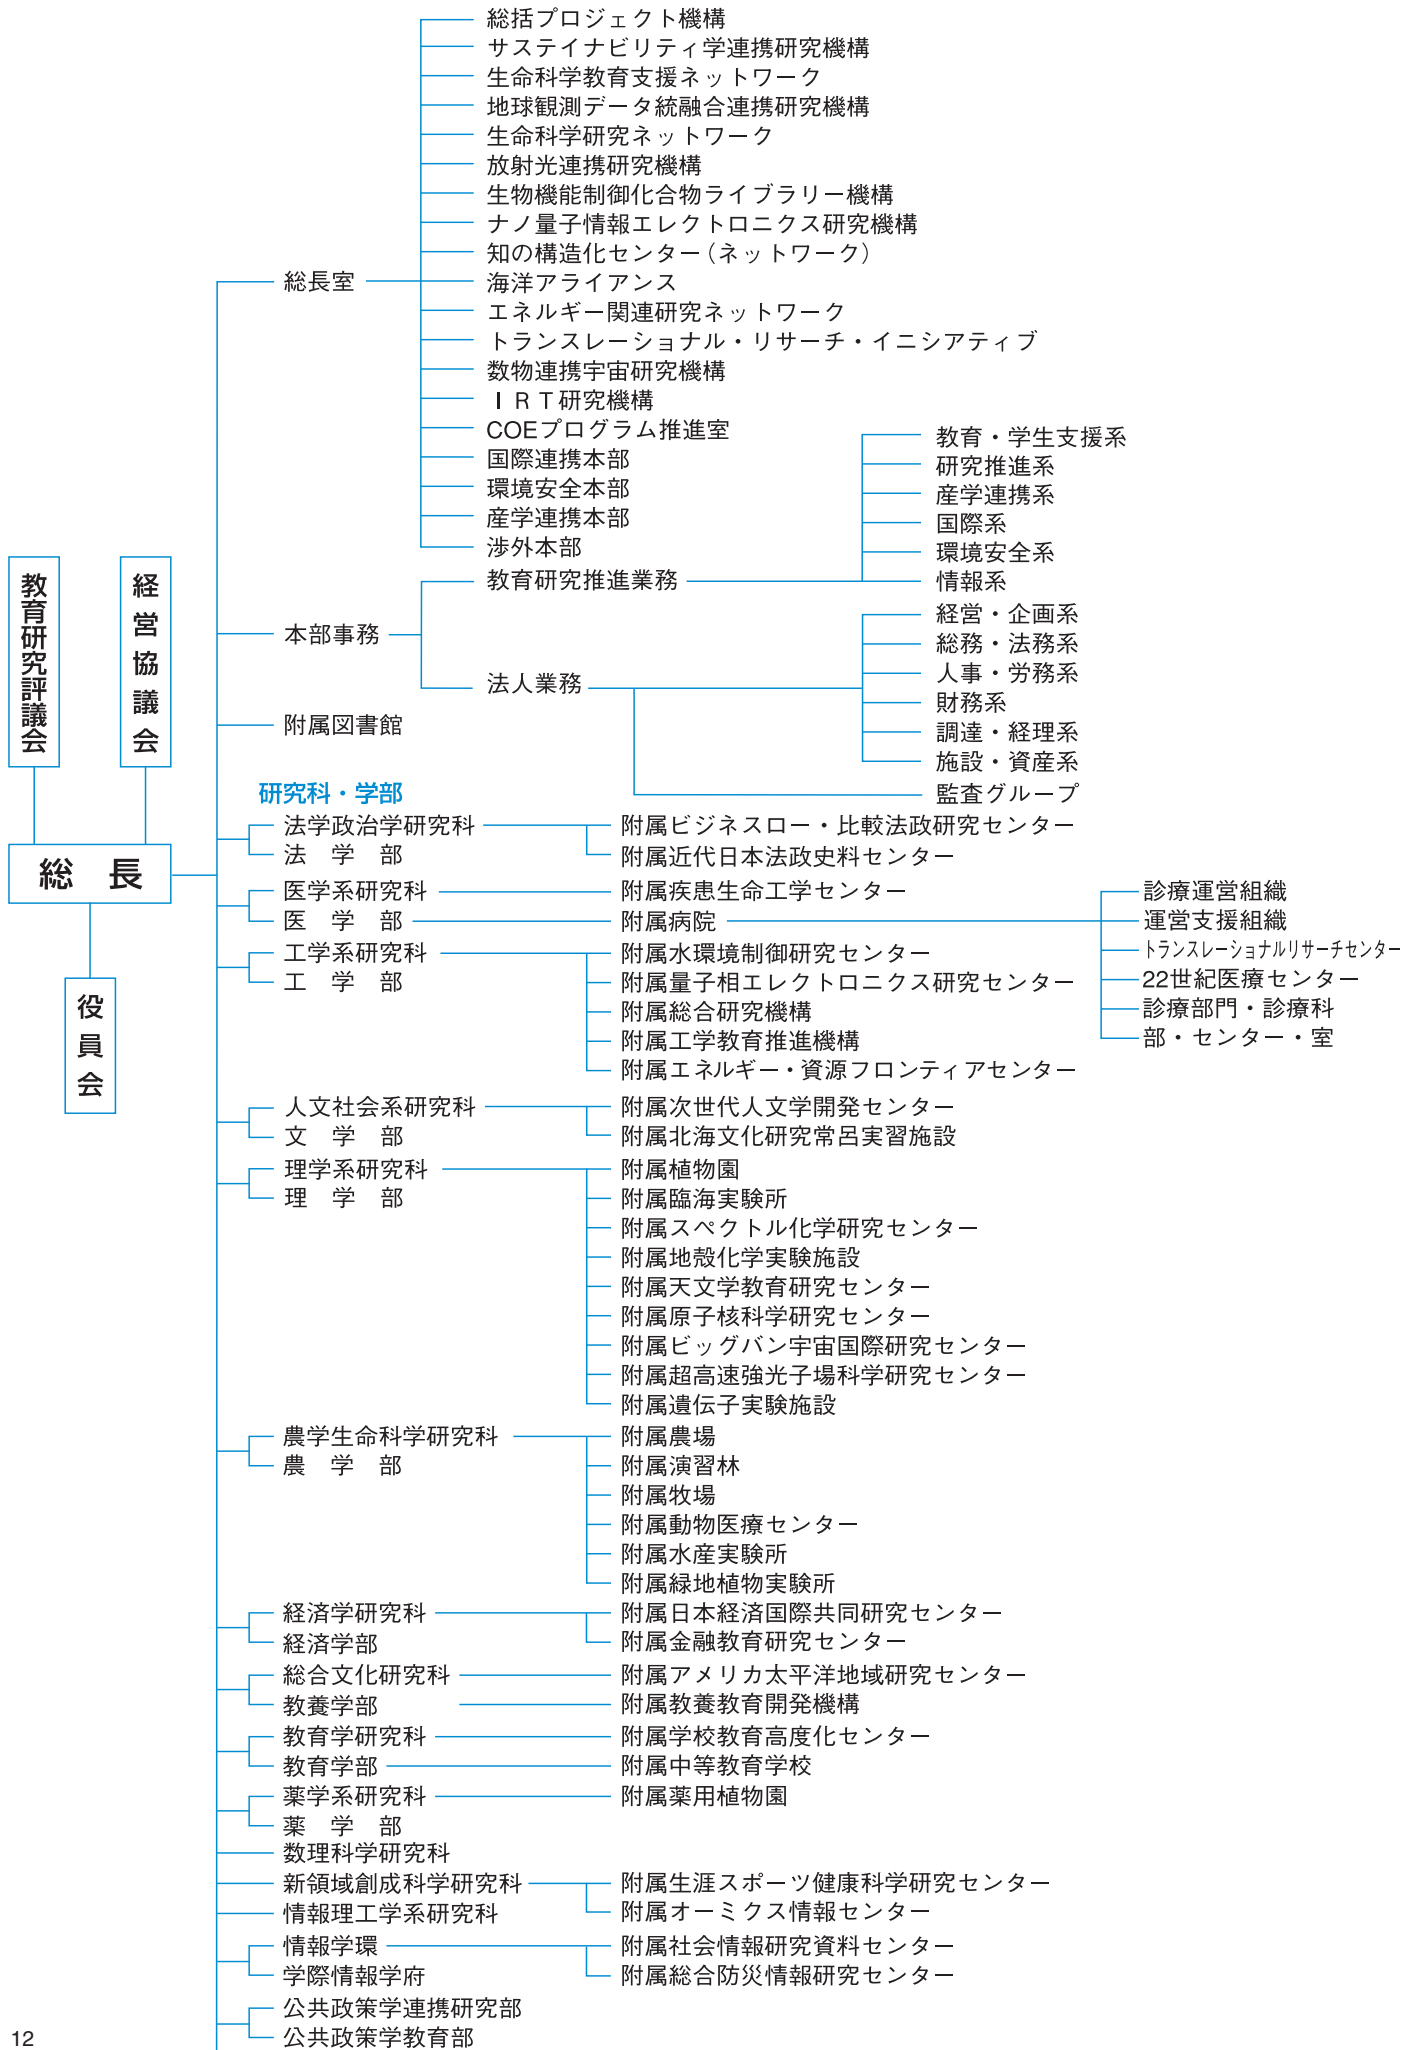 総括プロジェクト機構
サステイナビリティ学連携研究機構
生命科学教育支援ネットワーク
地球観測データ統融合連携研究機構
生命科学研究ネットワーク
放射光連携研究機構
生物機能制御化合物ライブラリー機構
ナノ量子情報エレクトロニクス研究機構
知の構造化センター（ネットワーク）
総長室
海洋アライアンス
エネルギー関連研究ネットワーク
トランスレーショナル・リサーチ・イニシアティブ
数物連携宇宙研究機構
ＩＲＴ研究機構
COEプログラム推進室
国際連携本部
環境安全本部
産学連携本部
渉外本部
教育・学生支援系
研究推進系
産学連携系
国際系
環境安全系
情報系
教育研究推進業務
本部事務
法人業務
経営・企画系
総務・法務系
人事・労務系
財務系
調達・経理系
施設・資産系
監査グループ
附属図書館
教育研究評議会
経営協議会
総　長
役員会
研究科・学部
法学政治学研究科
附属ビジネスロー・比較法政研究センター
法　学　部
附属近代日本法政史料センター
医学系研究科
附属疾患生命工学センター
医　学　部
附属病院
診療運営組織
運営支援組織
トランスレーショナルリサーチセンター
22世紀医療センター
診療部門・診療科
部・センター・室
工学系研究科
附属水環境制御研究センター
工　学　部
附属量子相エレクトロニクス研究センター
附属総合研究機構
附属工学教育推進機構
附属エネルギー・資源フロンティアセンター
人文社会系研究科
附属次世代人文学開発センター
文　学　部
附属北海文化研究常呂実習施設
理学系研究科
附属植物園
理　学　部
附属臨海実験所
附属スペクトル化学研究センター
附属地殻化学実験施設
附属天文学教育研究センター
附属原子核科学研究センター
附属ビッグバン宇宙国際研究センター
附属超高速強光子場科学研究センター
附属遺伝子実験施設
農学生命科学研究科
附属農場
農　学　部
附属演習林
附属牧場
附属動物医療センター
附属水産実験所
附属緑地植物実験所
経済学研究科
附属日本経済国際共同研究センター
経済学部
附属金融教育研究センター
総合文化研究科
附属アメリカ太平洋地域研究センター
教養学部
附属教養教育開発機構
教育学研究科
附属学校教育高度化センター
教育学部
附属中等教育学校
薬学系研究科
附属薬用植物園
薬　学　部
数理科学研究科
新領域創成科学研究科
附属生涯スポーツ健康科学研究センター
情報理工学系研究科
附属オーミクス情報センター
情報学環
附属社会情報研究資料センター
学際情報学府
附属総合防災情報研究センター
公共政策学連携研究部
公共政策学教育部
12